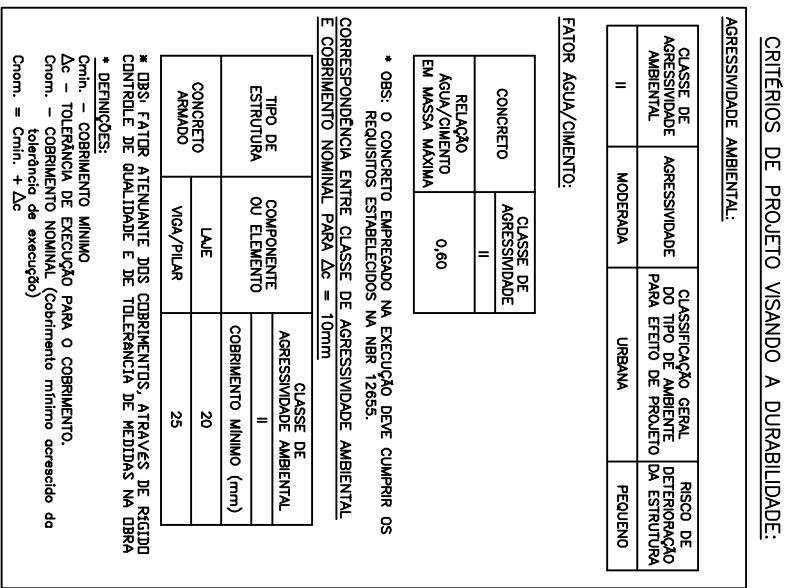 CRITÉRIOS DE PROJETO VISANDO A DURABILIDADE:
AGRESSIVIDADE AMBIENTAL:
CLASSE DE
AGRESSIVIDADE
AMBIENTAL
AGRESSIVIDADE
CLASSIFICAÇÃO GERAL
DO TIPO DE AMBIENTE
PARA EFEITO DE PROJETO
RISCO DE
DETERIORAÇÃO
DA ESTRUTURA
II
MODERADA
URBANA
PEQUENO
FATOR ÁGUA/CIMENTO:
CONCRETO
CLASSE DE
AGRESSIVIDADE
II
RELAÇÃO
ÁGUA/CIMENTO
EM MASSA MÁXIMA
0,60
* OBS: O CONCRETO EMPREGADO NA EXECUÇÃO DEVE CUMPRIR OS
REQUISITOS ESTABELECIDOS NA NBR 12655.
CORRESPONDÊNCIA ENTRE CLASSE DE AGRESSIVIDADE AMBIENTAL
E COBRIMENTO NOMINAL PARA Δc = 10mm
TIPO DE
ESTRUTURA
COMPONENTE
OU ELEMENTO
CLASSE DE
AGRESSIVIDADE AMBIENTAL
II
COBRIMENTO MÍNIMO (mm)
CONCRETO
ARMADO
LAJE
20
VIGA/PILAR
25
* OBS: FATOR ATENUANTE DOS COBRIMENTOS, ATRAVéS DE RíGIDO
CONTROLE DE QUALIDADE E DE TOLERâNCIA DE MEDIDAS NA OBRA
* DEFINIÇÕES:
Cmin. – COBRIMENTO MÍNIMO
Δc – TOLERÂNCIA DE EXECUÇÃO PARA O COBRIMENTO.
Cnom. – COBRIMENTO NOMINAL (Cobrimento mínimo acrescido da
tolerância de execução)
Cnom. = Cmin. + Δc